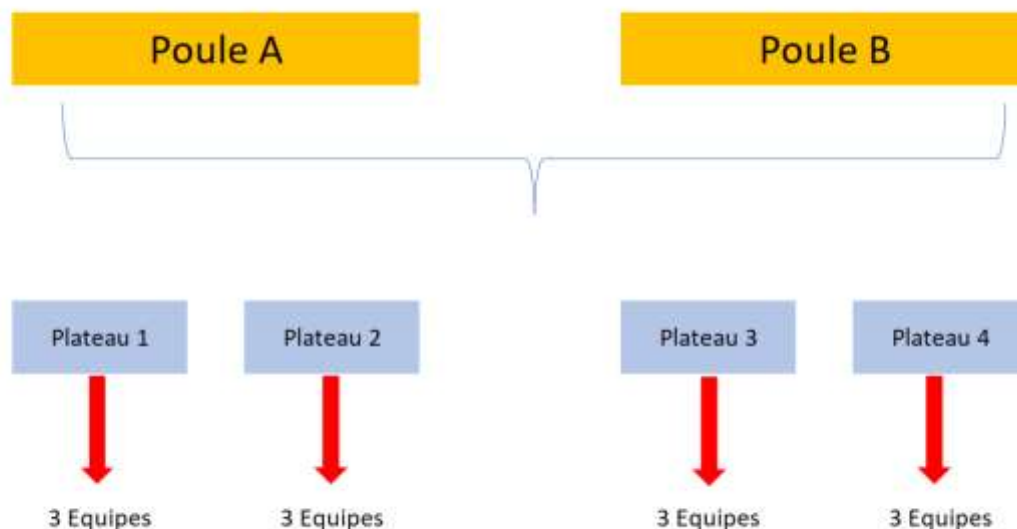 Poule A
Poule B
Plateau 1
Plateau 2
Plateau 3
Plateau 4
3 Equipes
3 Equipes
3 Equipes
3 Equipes